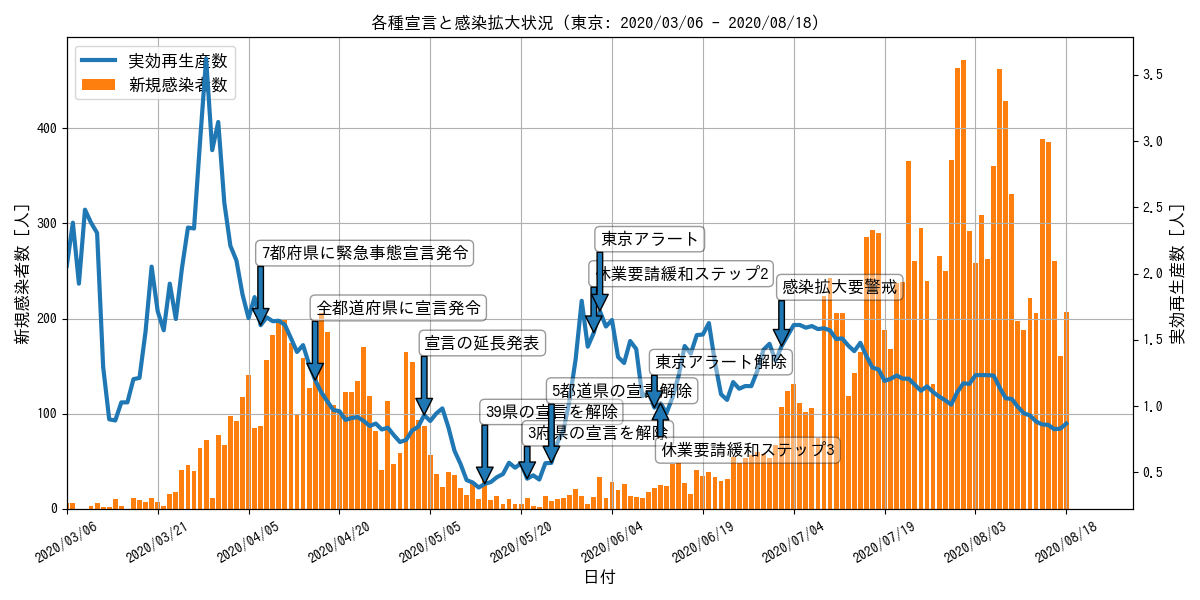 各種宣言と感染拡大状況 (東京: 2020/03/06 - 2020/08/18)
実効再生産数
新規感染者数
新規感染者数 [人]
400
300
200
100
0
実効再生産数 [人]
3.5
3.0
2.5
2.0
1.5
1.0
0.5
7都府県に緊急事態宣言発令
全都道府県に宣言発令
宣言の延長発表
39県の宣言を解除
3府県の宣言を解除
5都道県の宣言解除
休業要請緩和ステップ2
東京アラート
東京アラート解除
休業要請緩和ステップ3
感染拡大要警戒
2020/03/06
2020/03/21
2020/04/05
2020/04/20
2020/05/05
2020/05/20
2020/06/04
2020/06/19
2020/07/04
2020/07/19
2020/08/03
2020/08/18
日付